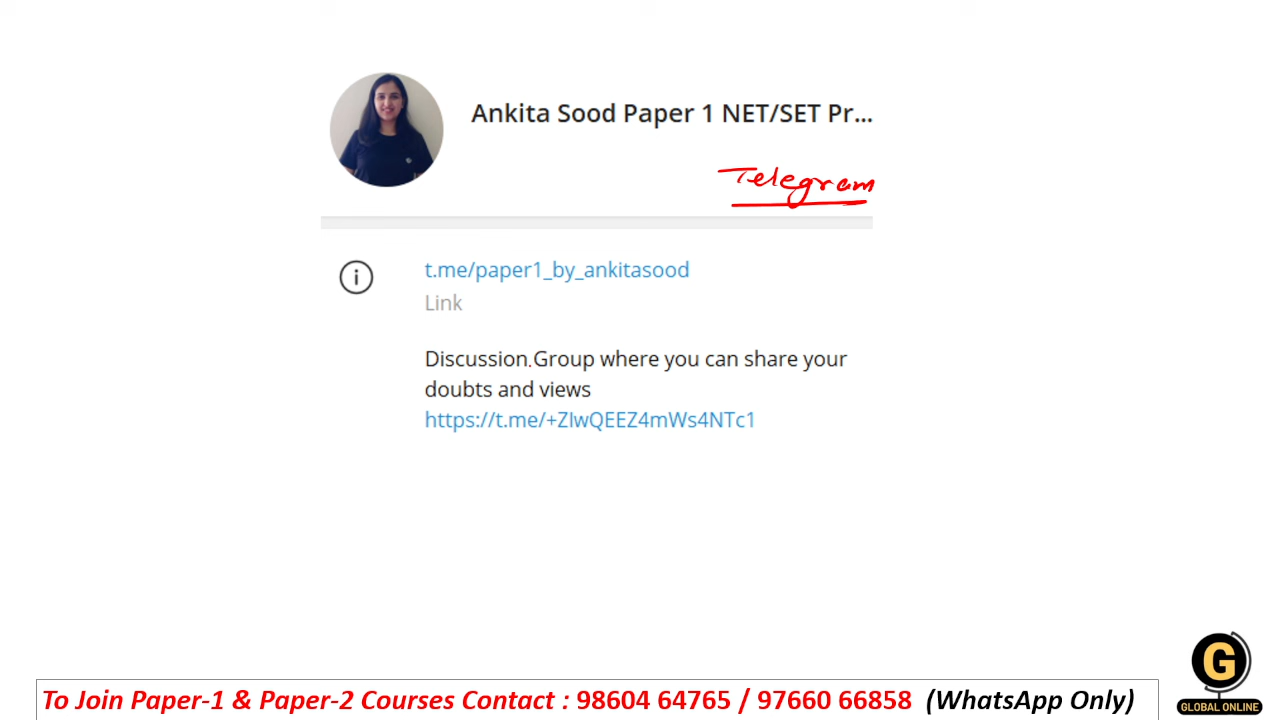 Ankita Sood Paper 1 NET/SET Pr...
Telegram
t.me/paper1_by_ankitasood
Link
Discussion.Group where you can share your
doubts and views
https://t.me/+ZIwQEEZ4mWs4NTc1
G
GLOBAL ONLINE
To Join Paper-1 & Paper-2 Courses Contact : 98604 64765 / 97660 66858 (WhatsApp Only)